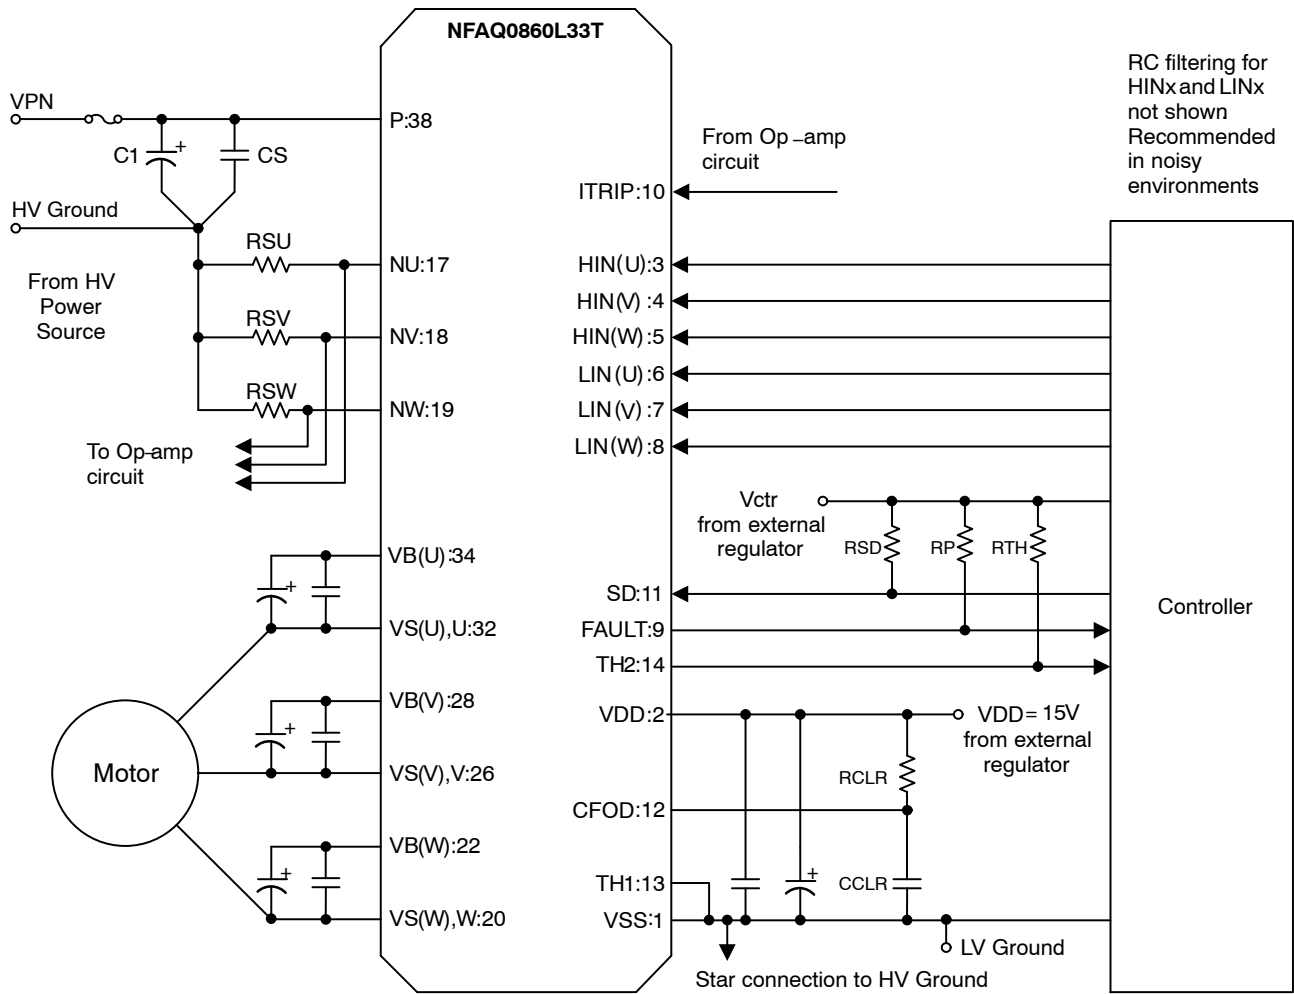 NFAQ0860L33T
RC filtering for
HINx and LINx
not shown
Recommended
in noisy
environments
VPN
P:38
C1
+
CS
From Op-amp
circuit
ITRIP:10
HV Ground
RSU
NU:17
From HV
Power
Source
RSV
NV:18
RSW
NW:19
To Op-amp
circuit
HIN(U):3
HIN(V) :4
HIN(W):5
LIN(U) :6
LIN(V) :7
LIN(W) :8
Vctr
from external
regulator
RSD
RP
RTH
SD:11
FAULT:9
TH2:14
Controller
VB(U):34
+
VS(U),U:32
VB(V):28
+
VS(V),V:26
Motor
VB(W):22
+
VS(W),W:20
VDD:2
VDD= 15V
from external
regulator
RCLR
CFOD:12
TH1:13
+
CCLR
VSS:1
LV Ground
Star connection to HV Ground